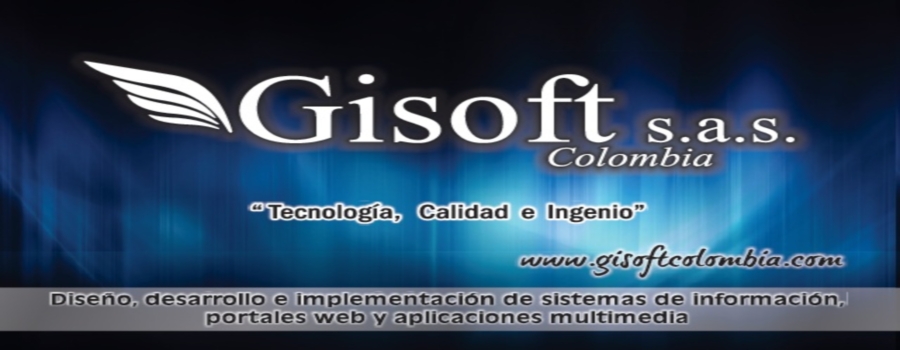 Gisoft s.a.s.
Colombia
“Tecnología, Calidad e Ingenio”
www.gisoftcolombia.com
Diseño, desarrollo e implementación de sistemas de información,
portales web y aplicaciones multimedia